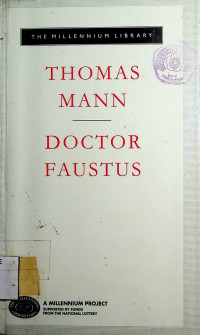 THE MILLENNIUM LIBRARY
THOMAS
MANN
DOCTOR
FAUSTUS
A MILLENNIUM PROJECT
SUPPORTED BY FUNDS
FROM THE NATIONAL LOTTERY